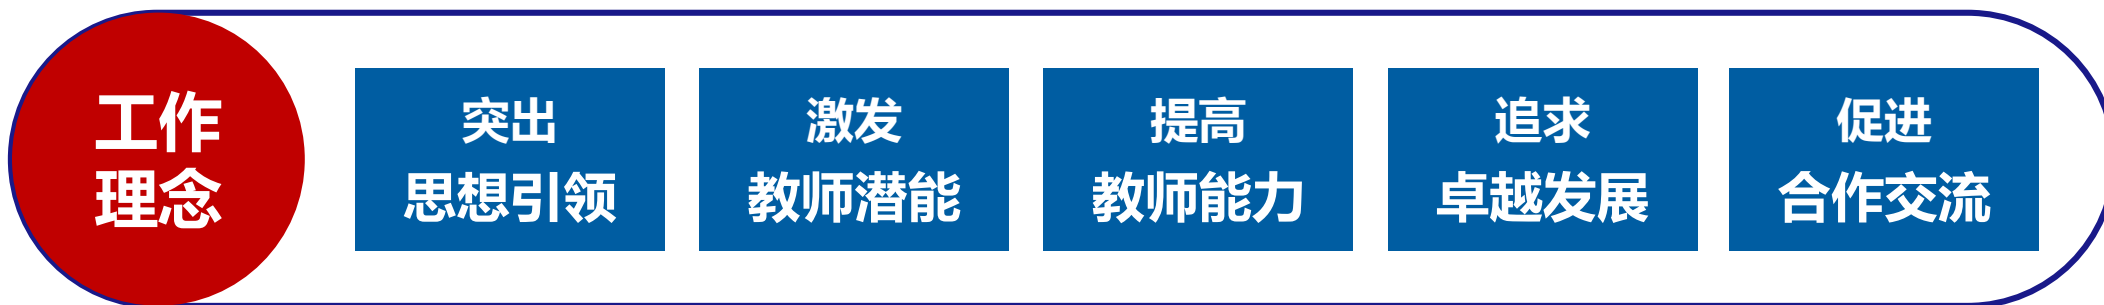 工作
理念
突出
思想引领
激发
教师潜能
提高
教师能力
追求
卓越发展
促进
合作交流